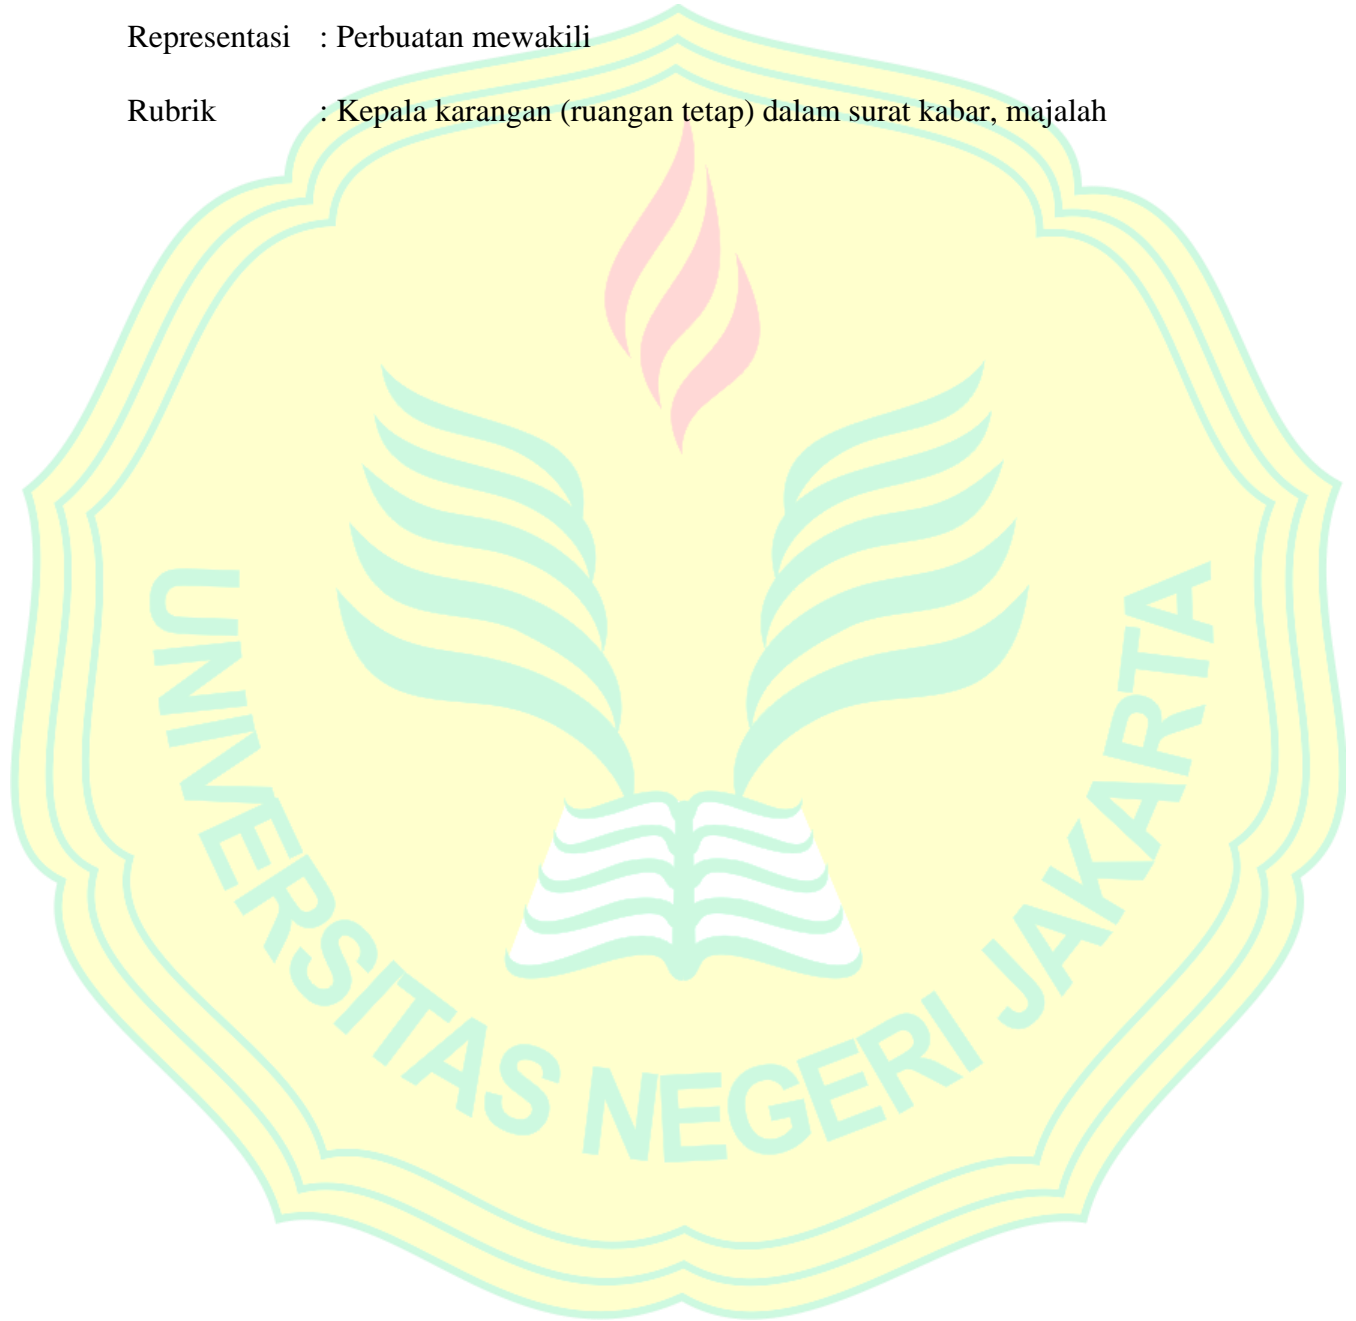 Representasi : Perbuatan mewakili
Rubrik : Kepala karangan (ruangan tetap) dalam surat kabar, majalah
UNIVERSITAS NEGERI JAKARTA